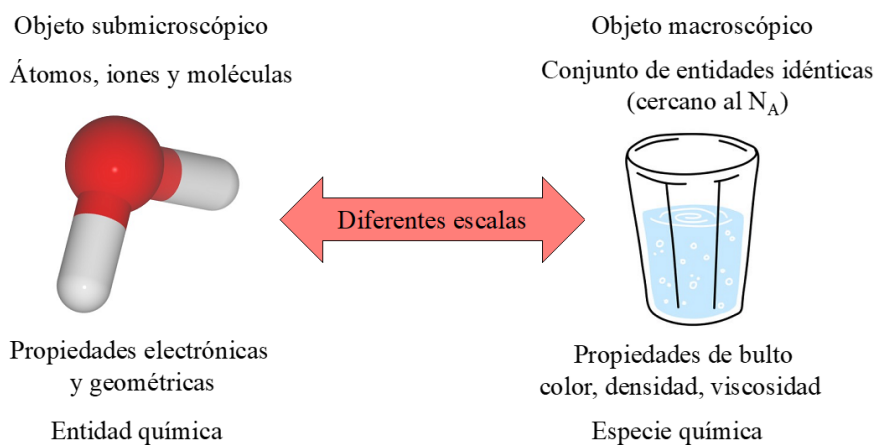 Objeto submicroscópico
Átomos, iones y moléculas
Propiedades electrónicas
y geométricas
Entidad química
Diferentes escalas
Objeto macroscópico
Conjunto de entidades idénticas
(cercano al N_A)
Propiedades de bulto
color, densidad, viscosidad
Especie química